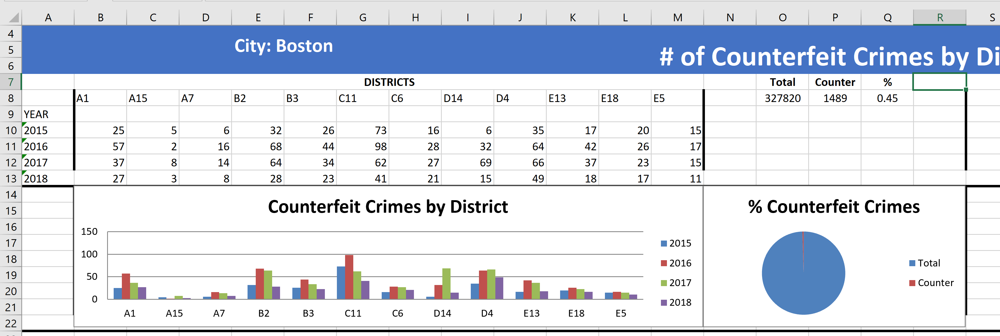 A B C D E F G H I J K L M N O P Q R S
4
City: Boston
5
# of Counterfeit Crimes by Di
6
7 DISTRICTS Total Counter %
8 A1 A15 A7 B2 B3 C11 C6 D14 D4 E13 E18 E5 327820 1489 0.45
9 YEAR
10 2015 25 5 6 32 26 73 16 6 35 17 20 15
11 2016 57 2 16 68 44 98 28 32 64 42 26 17
12 2017 37 8 14 64 34 62 27 69 66 37 23 15
13 2018 27 3 8 28 23 41 21 15 49 18 17 11
14
15
16
17
18
19
20
21
22
Counterfeit Crimes by District
150
100
50
0
A1 A15 A7 B2 B3 C11 C6 D14 D4 E13 E18 E5
2015
2016
2017
2018
% Counterfeit Crimes
Total
Counter